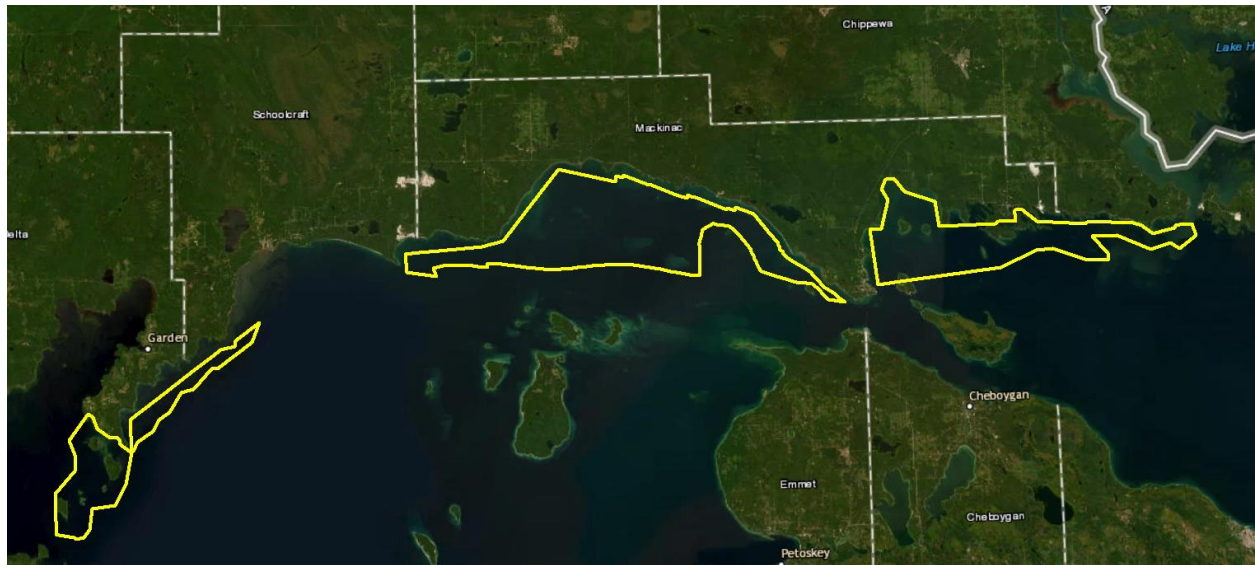 Chippewa
A
Lake H
Schoolcraft
Mackinac
elta
Garden
Cheboygan
Emmet
Cheboygan
Petoskey